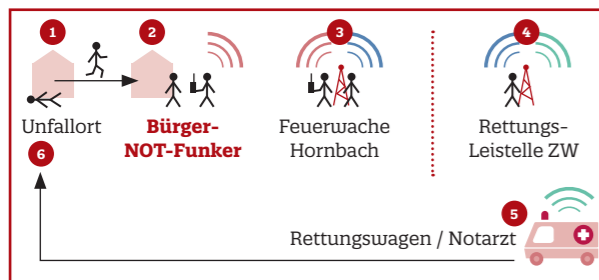 1
2
3
4
Unfallort
Bürger-
NOT-Funker
Feuerwache
Hornbach
Rettungs-
Leistelle ZW
6
5
Rettungswagen / Notarzt